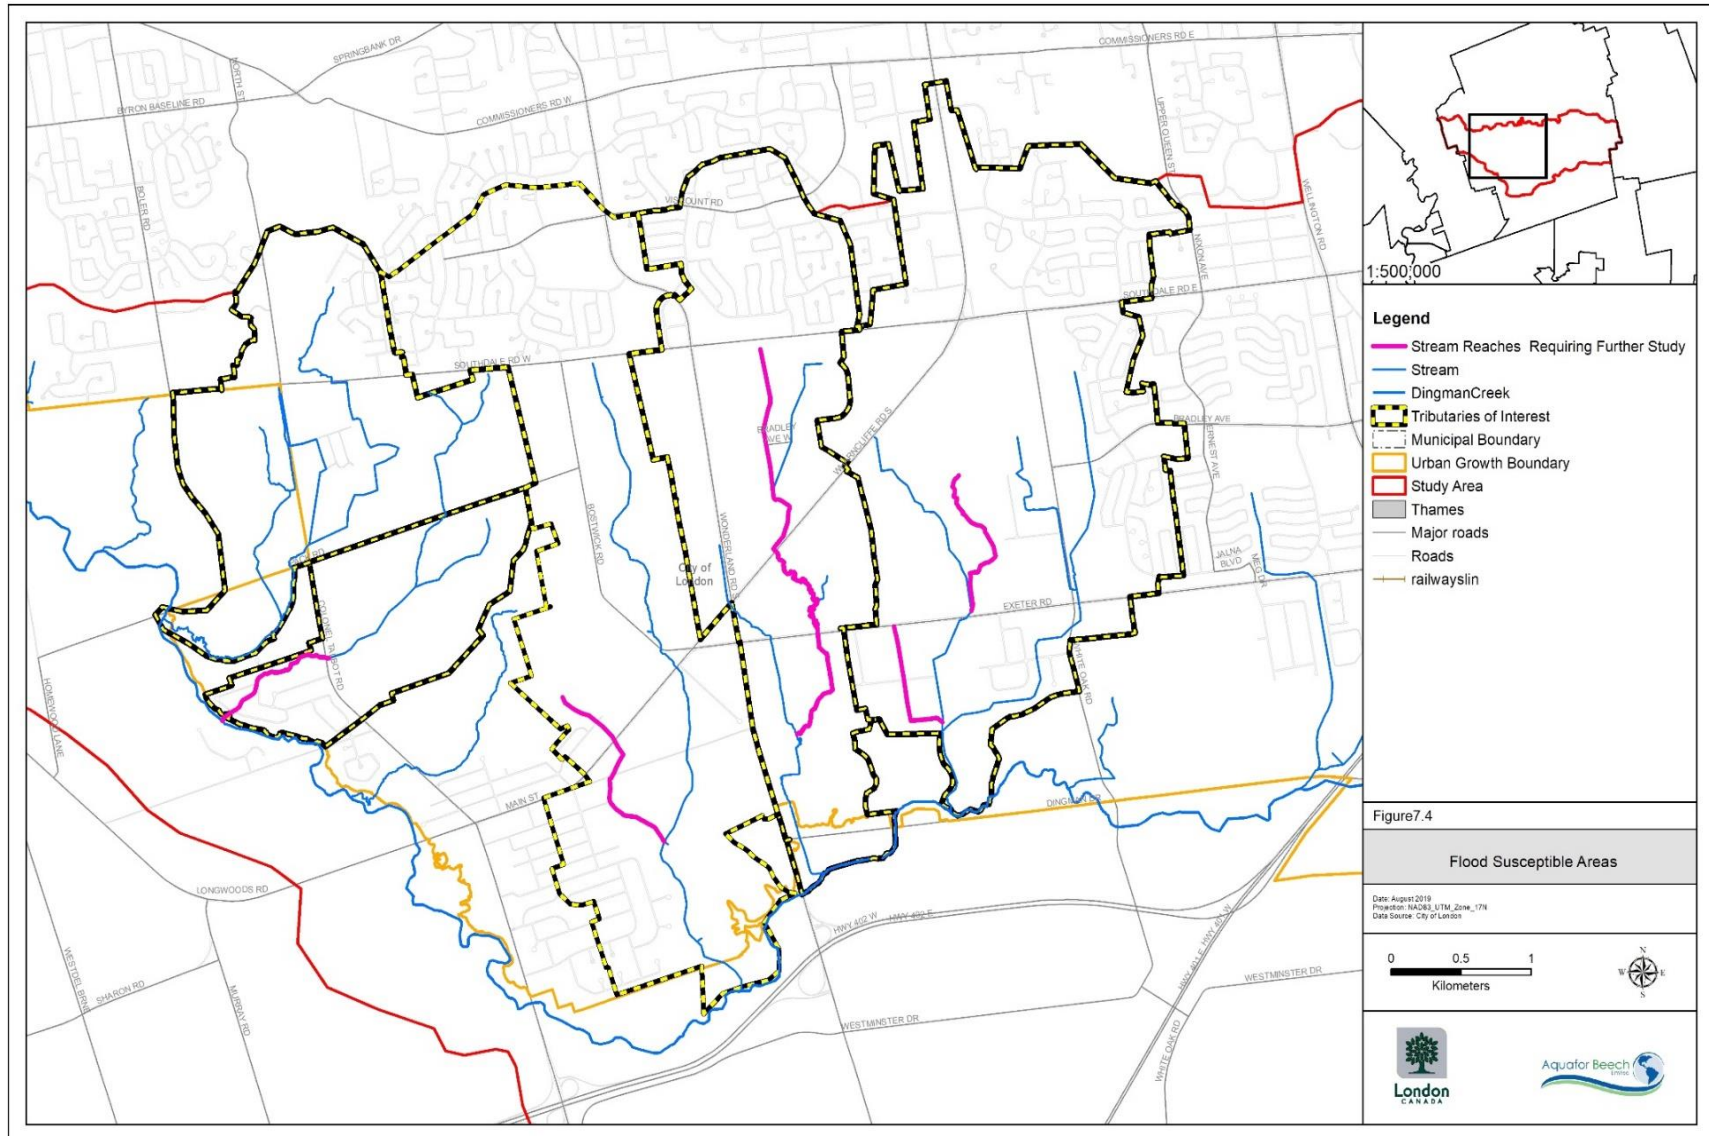 COMMISSIONERS RD E
SPRINGBANK DR
NORTH ST
BYRON BASELINE RD
COMMISSIONERS RD W
UPPER QUEEN ST
BOLER RD
VISCOUNT RD
WELLINGTON RD
NIXON AVE
SOUTHDALE RD E
SOUTHDALE RD W
BRADLEY AVE
BRADLEY
AVE W
WHARNCLIFFE RD S
ERNEST AVE
BOSTWICK RD
WONDERLAND RD S
City of
London
JALNA
BLVD
MEG DR
EXETER RD
COLONEL TALBOT RD
WHITE OAK RD
HOMEWOOD LANE
MAIN ST
DINGMAN DR
LONGWOODS RD
HWY 402 W
HWY 402 E
HWY 401 E
HWY 401 W
WESTMINSTER DR
SHARON RD
MURRAY RD
WESTMINSTER DR
WHITE OAK RD
1:500,000
Legend
Stream Reaches Requiring Further Study
Stream
DingmanCreek
Tributaries of Interest
Municipal Boundary
Urban Growth Boundary
Study Area
Thames
Major roads
Roads
railwayslin
Figure7.4
Flood Susceptible Areas
Date: August 2019
Projection: NAD83_UTM_Zone_17N
Data Source: City of London
0 0.5 1
Kilometers
N
W E
S
London
CANADA
Aquafor Beech